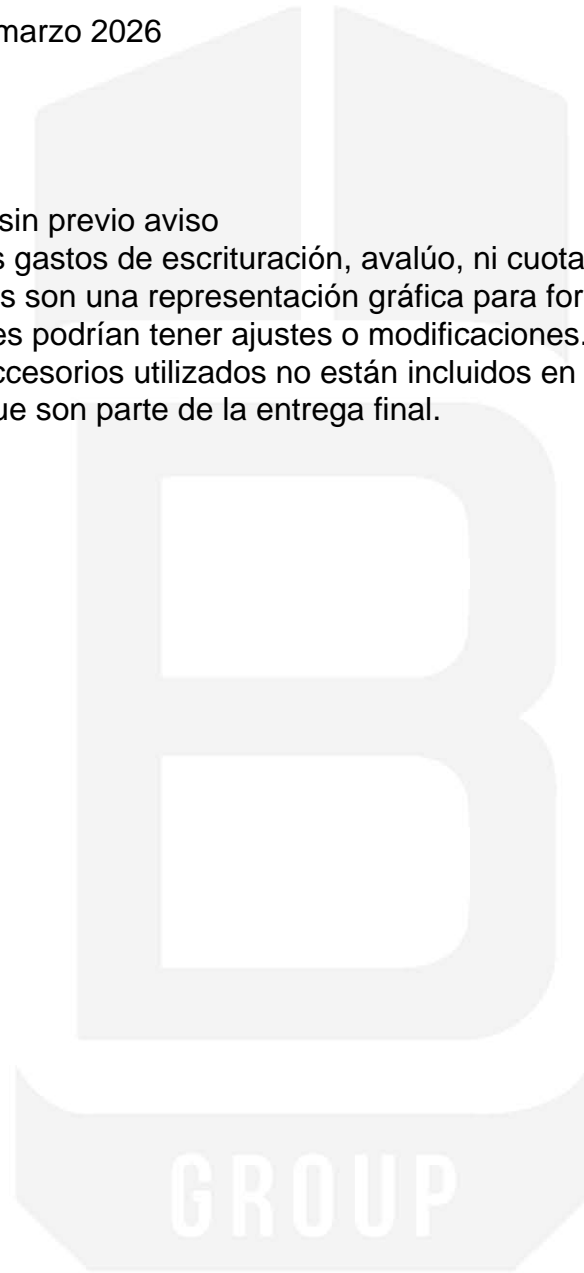 marzo 2026
sin previo aviso
s gastos de escrituración, avalúo, ni cuota
s son una representación gráfica para for
es podrían tener ajustes o modificaciones.
ccesorios utilizados no están incluidos en
ue son parte de la entrega final.
B
GROUP